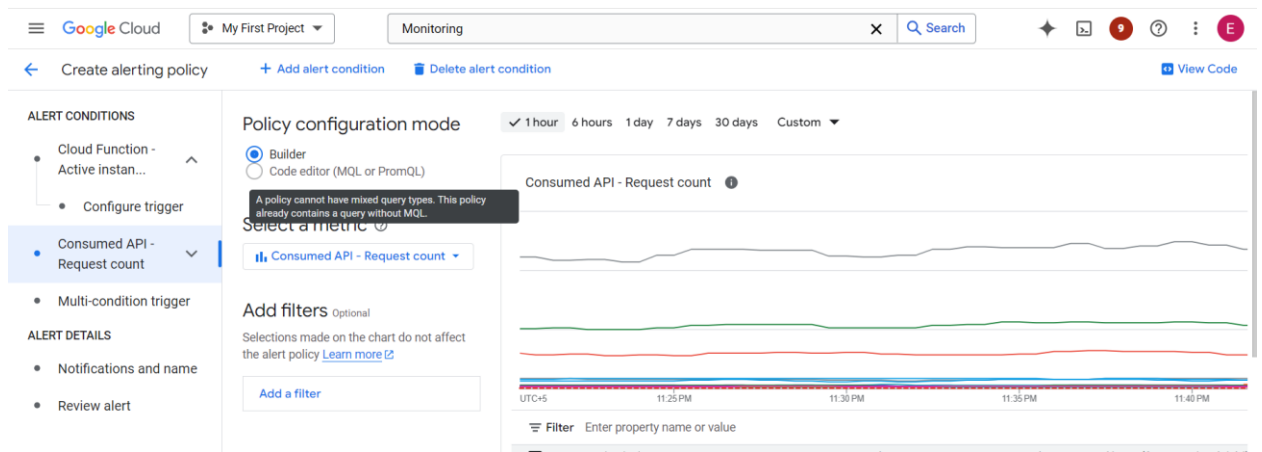 Google Cloud
My First Project
Monitoring
Search
9
E
Create alerting policy
+ Add alert condition
Delete alert condition
View Code
ALERT CONDITIONS
Cloud Function -
Active instan...
Configure trigger
Consumed API -
Request count
Multi-condition trigger
ALERT DETAILS
Notifications and name
Review alert
Policy configuration mode
Builder
Code editor (MQL or PromQL)
A policy cannot have mixed query types. This policy
already contains a query without MQL.
Select a metric
Consumed API - Request count
Add filters Optional
Selections made on the chart do not affect
the alert policy Learn more
Add a filter
1 hour 6 hours 1 day 7 days 30 days Custom
Consumed API - Request count
UTC+5 11:25 PM 11:30 PM 11:35 PM 11:40 PM
Filter Enter property name or value